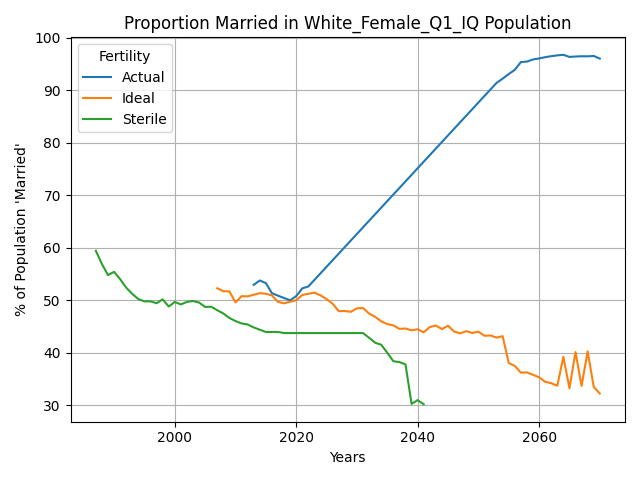 Proportion Married in White_Female_Q1_IQ Population
% of Population 'Married'
100
90
80
70
60
50
40
30
Fertility
Actual
Ideal
Sterile
2000
2020
2040
2060
Years